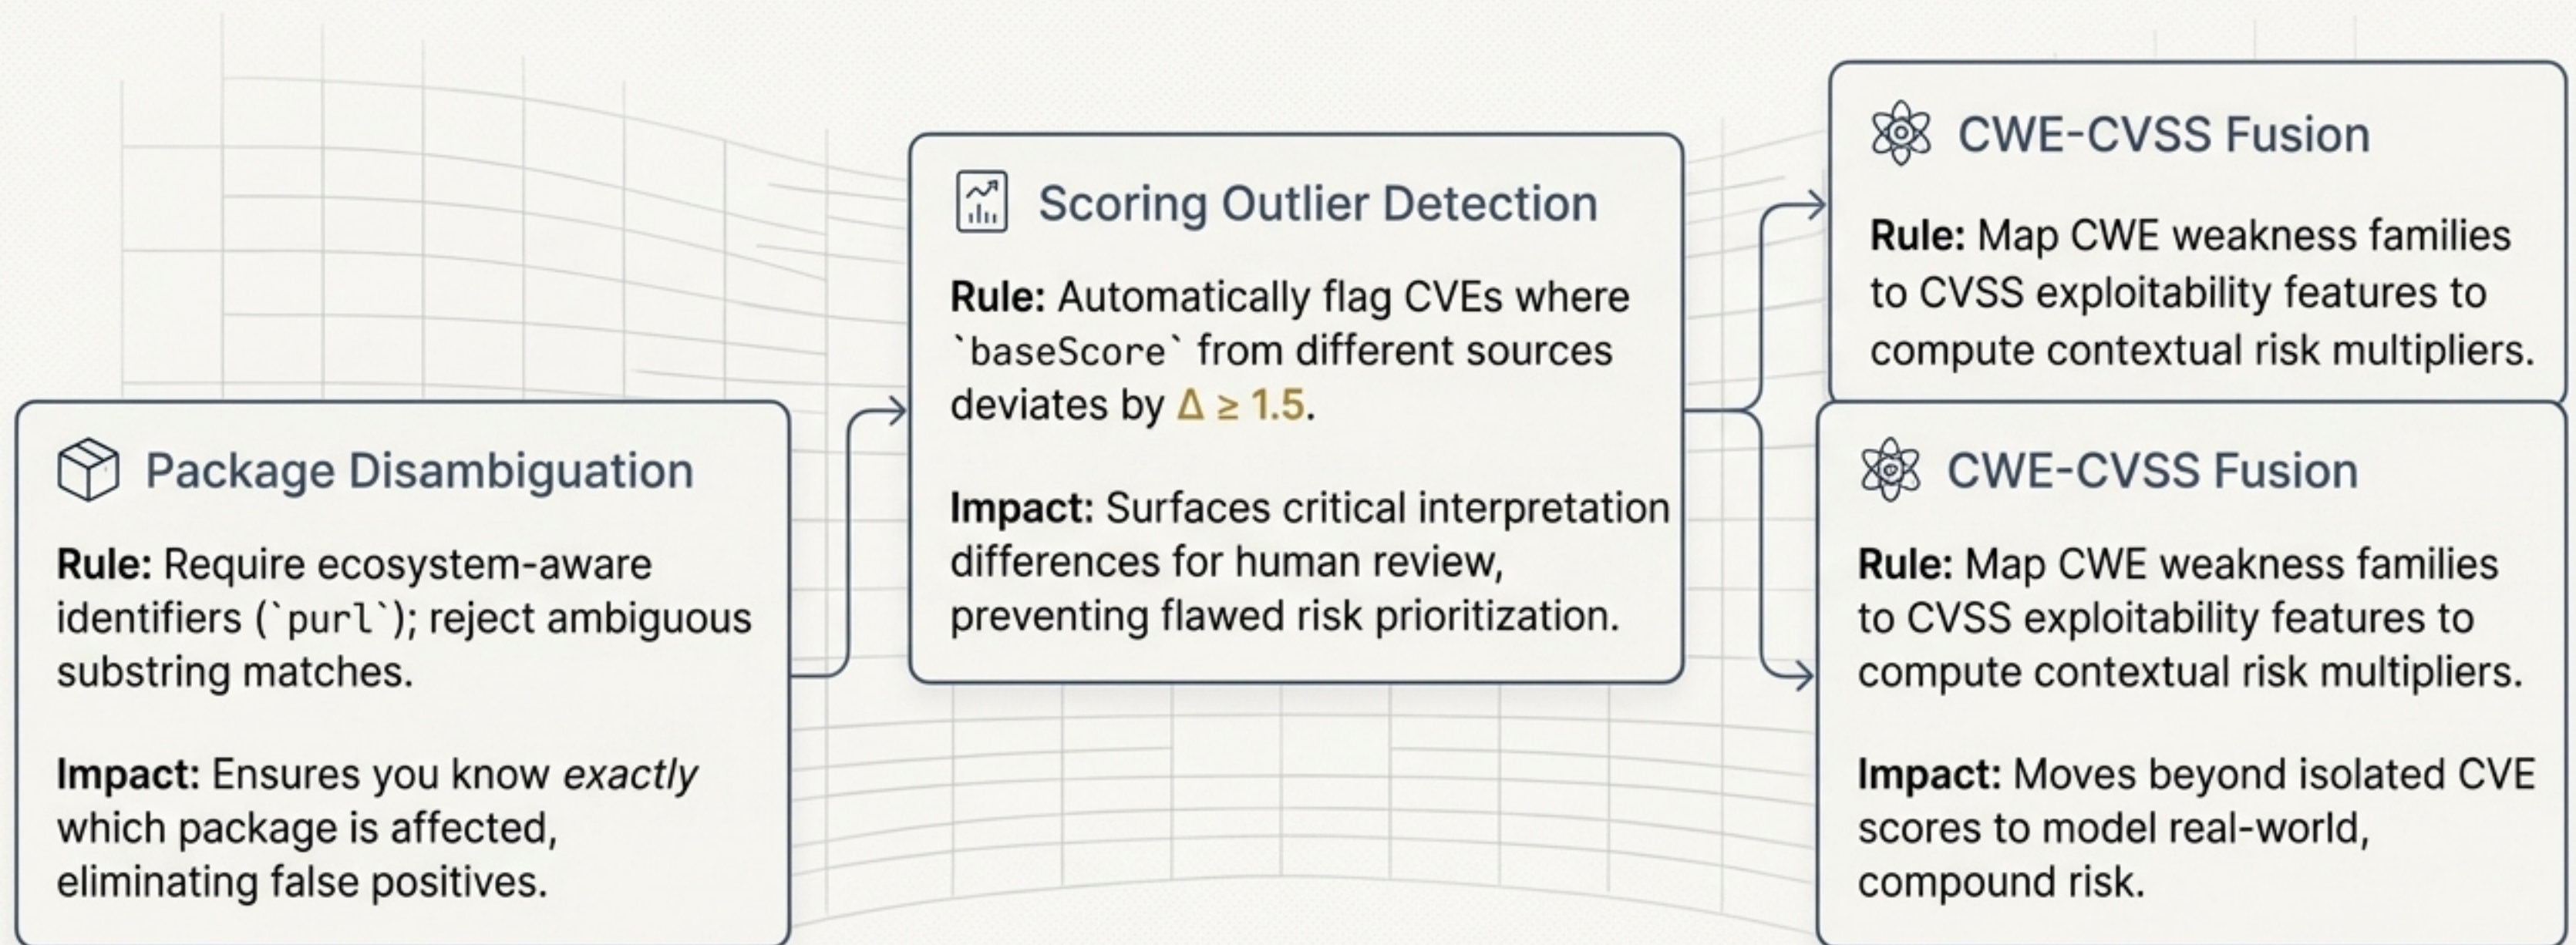 Package Disambiguation
Rule: Require ecosystem-aware
identifiers (`purl`); reject ambiguous
substring matches.
Impact: Ensures you know exactly
which package is affected,
eliminating false positives.
Scoring Outlier Detection
Rule: Automatically flag CVEs where
`baseScore` from different sources
deviates by Δ ≥ 1.5.
Impact: Surfaces critical interpretation
differences for human review,
preventing flawed risk prioritization.
CWE-CVSS Fusion
Rule: Map CWE weakness families
to CVSS exploitability features to
compute contextual risk multipliers.
CWE-CVSS Fusion
Rule: Map CWE weakness families
to CVSS exploitability features to
compute contextual risk multipliers.
Impact: Moves beyond isolated CVE
scores to model real-world,
compound risk.